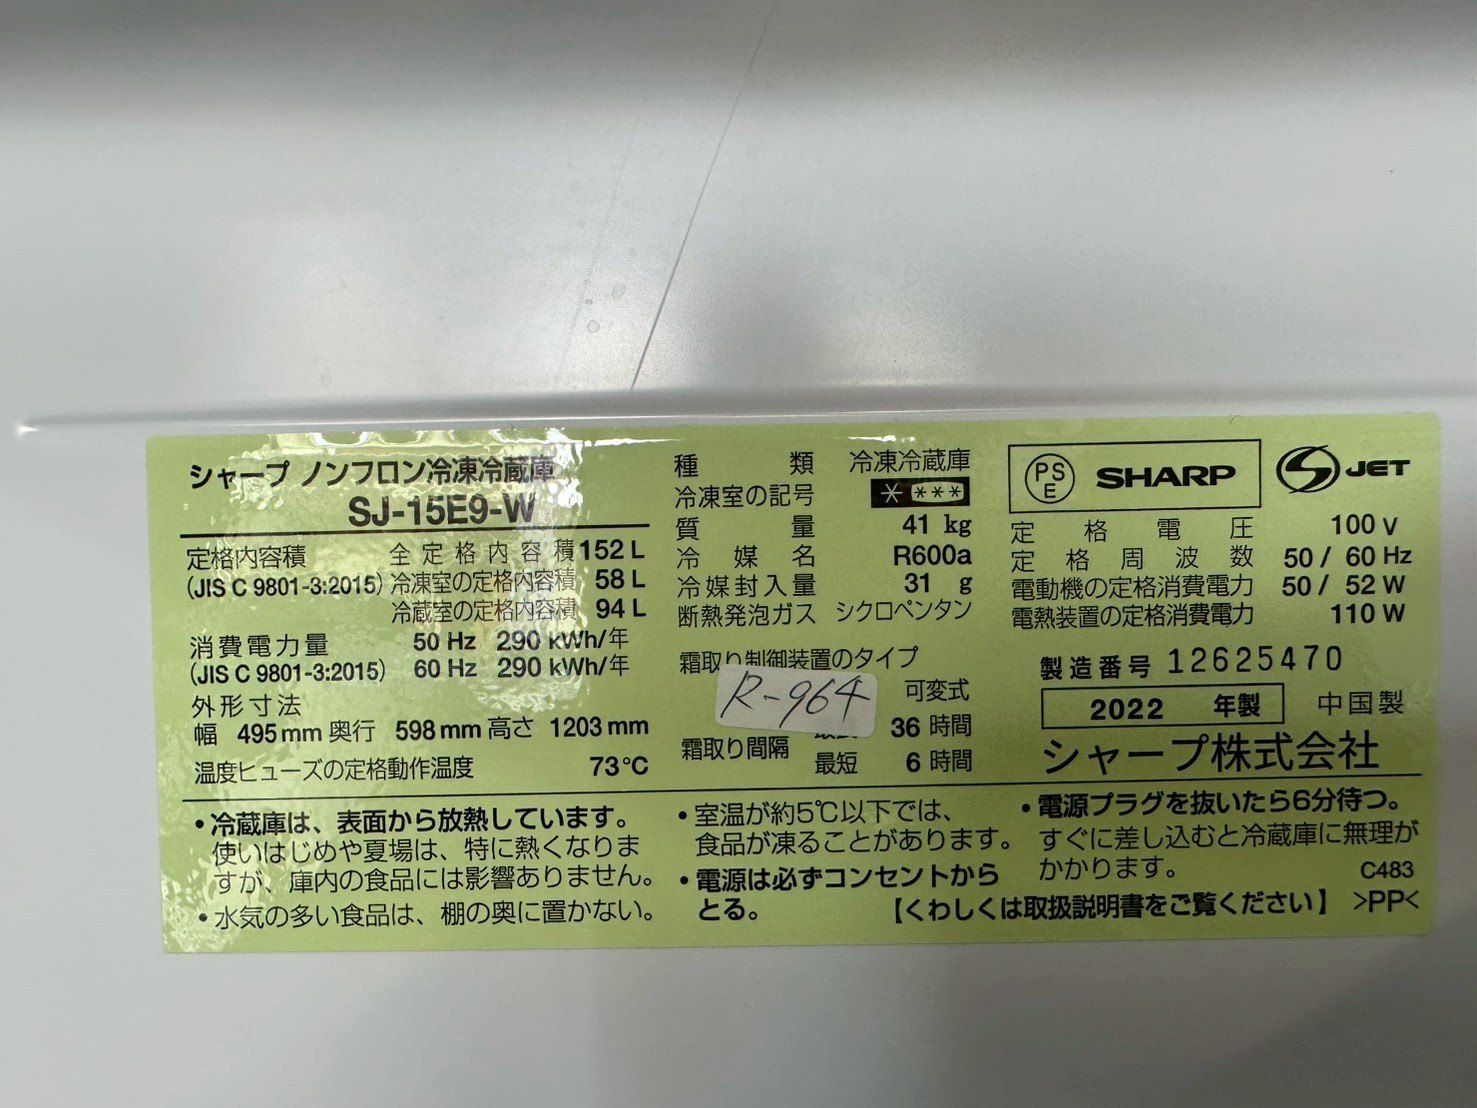 シャープ ノンフロン冷凍冷蔵庫
SJ-15E9-W
定格内容積 全定格内容積 152 L
(JIS C 9801-3:2015) 冷凍室の定格内容積 58 L
冷蔵室の定格内容積 94 L
消費電力量 50 Hz 290 kWh/年
(JIS C 9801-3:2015) 60 Hz 290 kWh/年
外形寸法
幅 495 mm 奥行 598 mm 高さ 1203 mm
温度ヒューズの定格動作温度 73℃
種類 冷凍冷蔵庫
冷凍室の記号
質量 41 kg
冷媒名 R600a
冷媒封入量 31 g
断熱発泡ガス シクロペンタン
霜取り制御装置のタイプ
可変式
R-964
36 時間
霜取り間隔
最短 6 時間
PS
E
SHARP
JET
定格電圧 100 V
定格周波数 50 / 60 Hz
電動機の定格消費電力 50 / 52 W
電熱装置の定格消費電力 110 W
製造番号 12625470
2022 年製 中国製
シャープ株式会社
・冷蔵庫は、表面から放熱しています。
使いはじめや夏場は、特に熱くなりま
すが、庫内の食品には影響ありません。
・水気の多い食品は、棚の奥に置かない。
・室温が約5℃以下では、
食品が凍ることがあります。
・電源は必ずコンセントから
とる。
・電源プラグを抜いたら6分待つ。
すぐに差し込むと冷蔵庫に無理が
かかります。
C483
【くわしくは取扱説明書をご覧ください】 >PP<